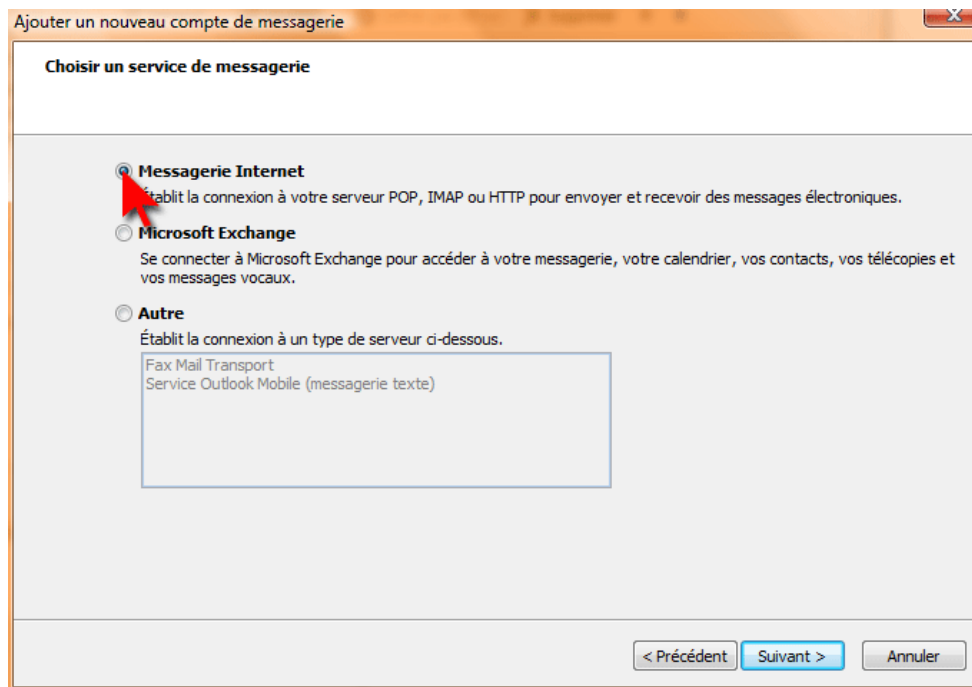 Ajouter un nouveau compte de messagerie
Choisir un service de messagerie
Messagerie Internet
Établit la connexion à votre serveur POP, IMAP ou HTTP pour envoyer et recevoir des messages électroniques.
Microsoft Exchange
Se connecter à Microsoft Exchange pour accéder à votre messagerie, votre calendrier, vos contacts, vos télécopies et
vos messages vocaux.
Autre
Établit la connexion à un type de serveur ci-dessous.
Fax Mail Transport
Service Outlook Mobile (messagerie texte)
< Précédent Suivant > Annuler